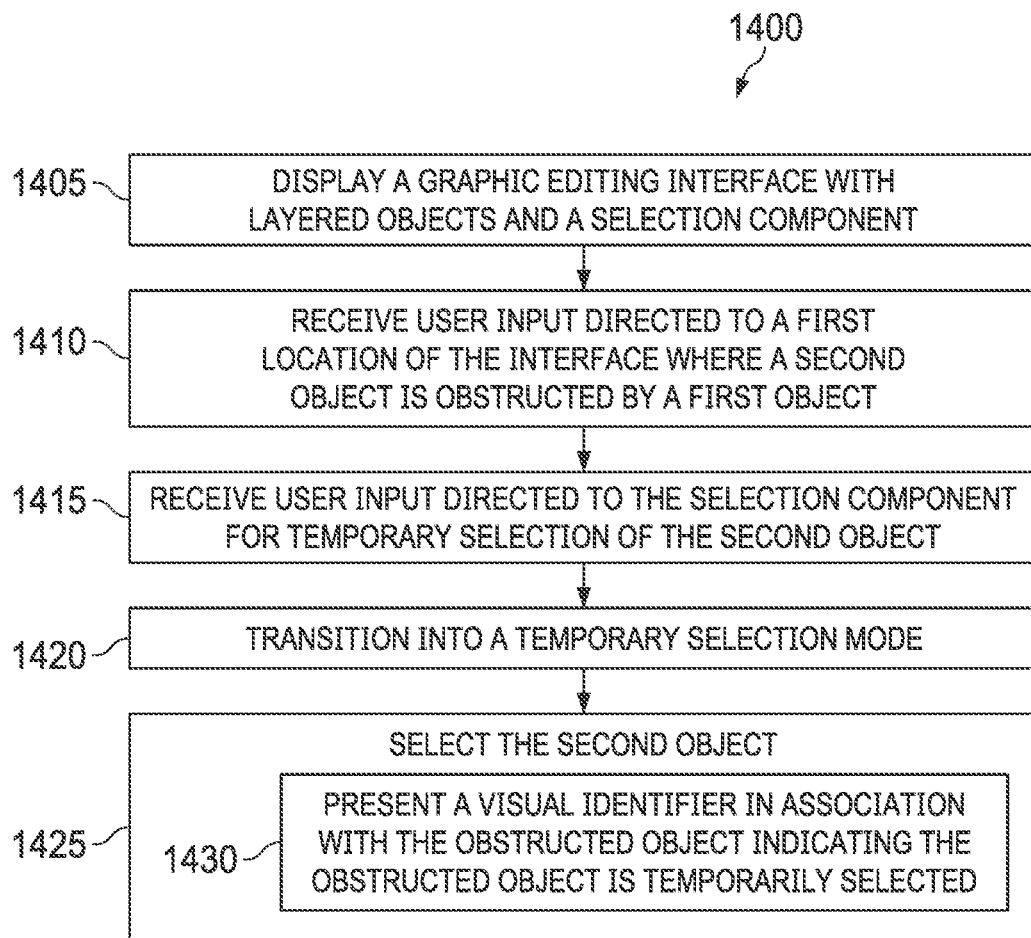 1400
1405
DISPLAY A GRAPHIC EDITING INTERFACE WITH
LAYERED OBJECTS AND A SELECTION COMPONENT
1410
RECEIVE USER INPUT DIRECTED TO A FIRST
LOCATION OF THE INTERFACE WHERE A SECOND
OBJECT IS OBSTRUCTED BY A FIRST OBJECT
1415
RECEIVE USER INPUT DIRECTED TO THE SELECTION COMPONENT
FOR TEMPORARY SELECTION OF THE SECOND OBJECT
1420
TRANSITION INTO A TEMPORARY SELECTION MODE
1425
SELECT THE SECOND OBJECT
1430
PRESENT A VISUAL IDENTIFIER IN ASSOCIATION
WITH THE OBSTRUCTED OBJECT INDICATING THE
OBSTRUCTED OBJECT IS TEMPORARILY SELECTED